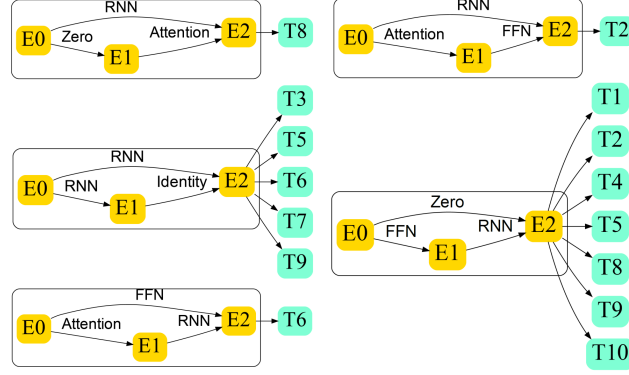 RNN
E0
Zero
E1
Attention
E2
T8
RNN
E0
Attention
E1
FFN
E2
T2
RNN
E0
RNN
E1
Identity
E2
T3
T5
T6
T7
T9
Zero
E0
FFN
E1
RNN
E2
T1
T2
T4
T5
T8
T9
T10
FFN
E0
Attention
E1
RNN
E2
T6